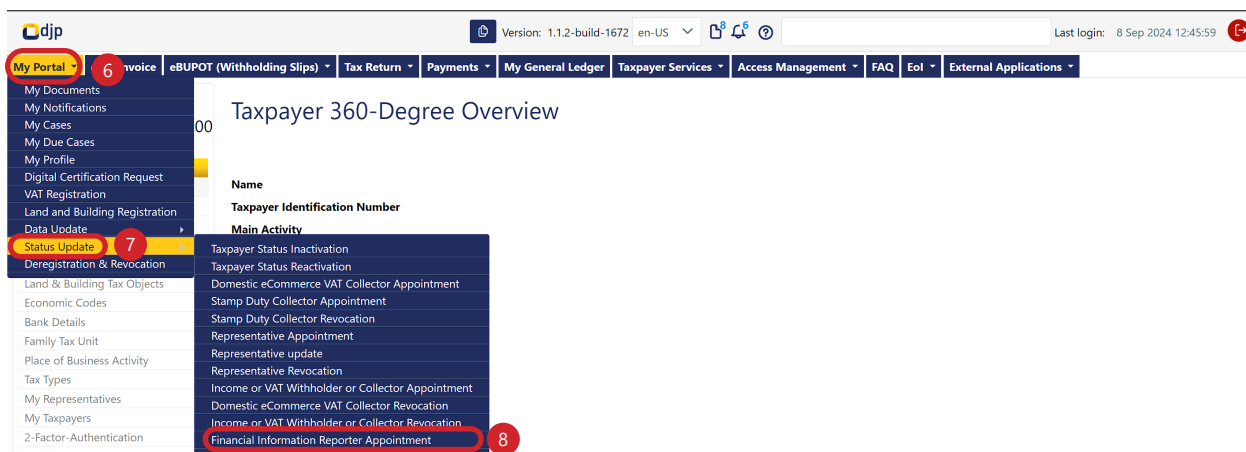 djp
Version: 1.1.2-build-1672 en-US 8 6 Last login: 8 Sep 2024 12:45:59
My Portal 6 nvoice eBUPOT (Withholding Slips) Tax Return Payments My General Ledger Taxpayer Services Access Management FAQ EoI External Applications
My Documents
My Notifications
My Cases
00
My Due Cases
My Profile
Digital Certification Request
VAT Registration
Land and Building Registration
Data Update
Status Update 7
Deregistration & Revocation
Land & Building Tax Objects
Economic Codes
Bank Details
Family Tax Unit
Place of Business Activity
Tax Types
My Representatives
My Taxpayers
2-Factor-Authentication
Taxpayer 360-Degree Overview
Name
Taxpayer Identification Number
Main Activity
Taxpayer Status Inactivation
Taxpayer Status Reactivation
Domestic eCommerce VAT Collector Appointment
Stamp Duty Collector Appointment
Stamp Duty Collector Revocation
Representative Appointment
Representative update
Representative Revocation
Income or VAT Withholder or Collector Appointment
Domestic eCommerce VAT Collector Revocation
Income or VAT Withholder or Collector Revocation
Financial Information Reporter Appointment 8